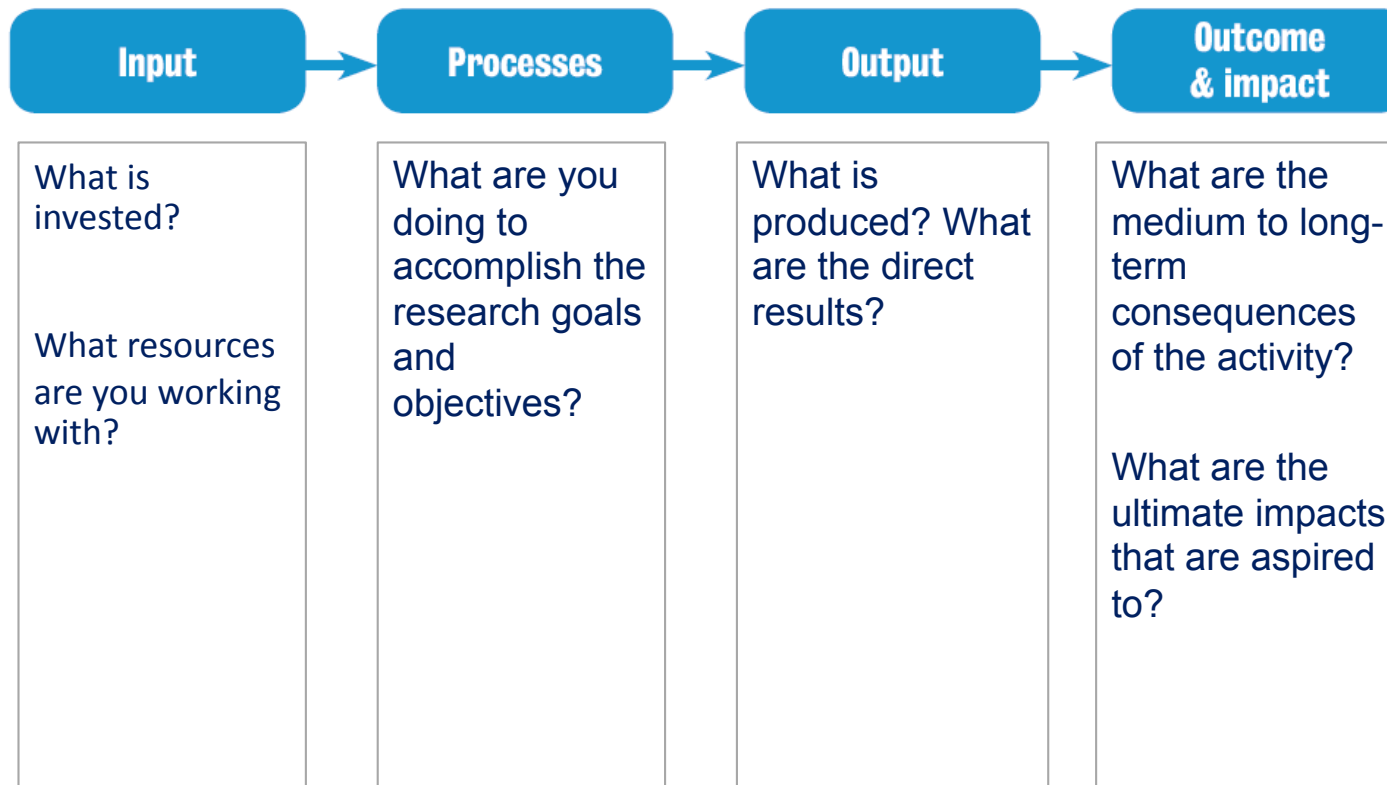 Input
Processes
Output
Outcome
& impact
What is
invested?
What resources
are you working
with?
What are you
doing to
accomplish the
research goals
and
objectives?
What is
produced? What
are the direct
results?
What are the
medium to long-
term
consequences
of the activity?
What are the
ultimate impacts
that are aspired
to?